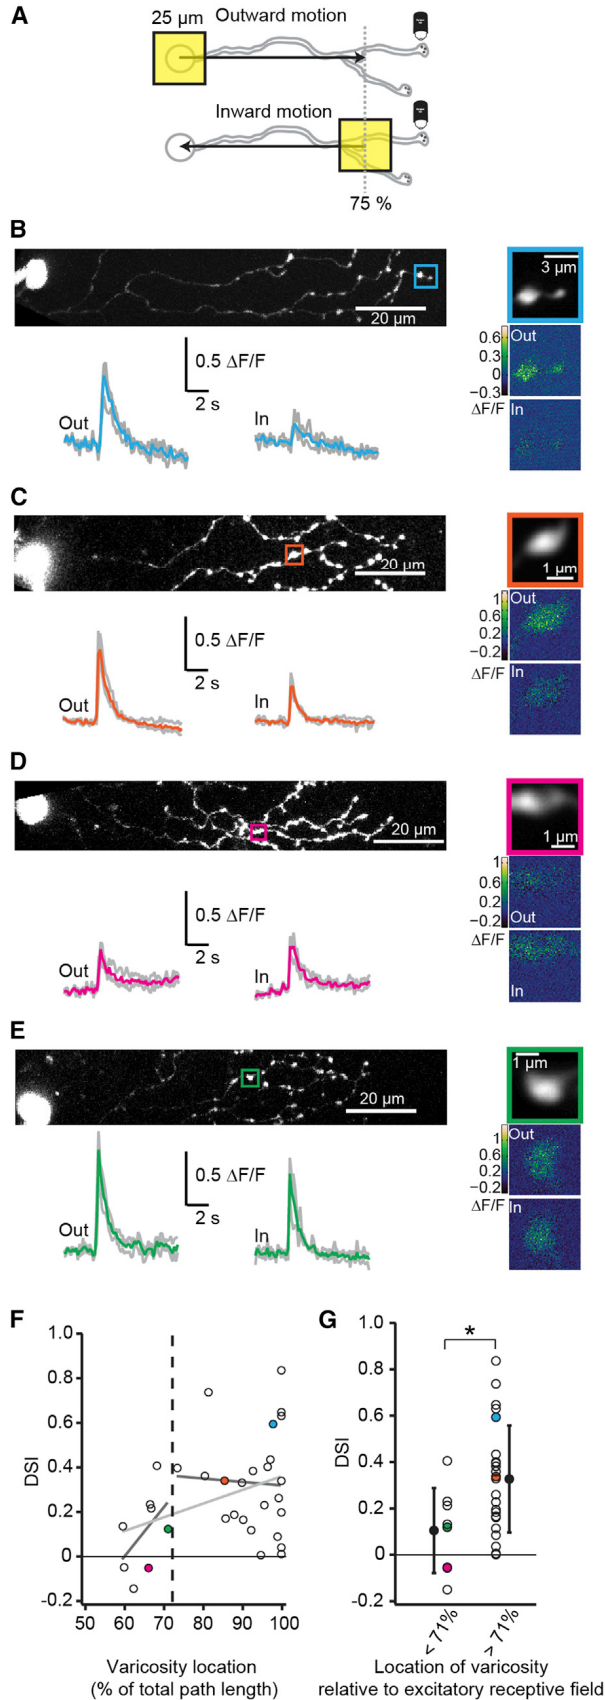 A
25 µm
Outward motion
Inward motion
75 %
B
20 µm
3 µm
0.5 ΔF/F
2 s
Out
In
0.6
0.3
0
−0.3
ΔF/F
Out
In
C
20 µm
1 µm
0.5 ΔF/F
2 s
Out
In
1
0.6
0.2
−0.2
ΔF/F
Out
In
D
20 µm
1 µm
0.5 ΔF/F
2 s
Out
In
1
0.6
0.2
−0.2
ΔF/F
Out
In
E
20 µm
1 µm
0.5 ΔF/F
2 s
Out
In
1
0.6
0.2
−0.2
ΔF/F
Out
In
F
DSI
1.0
0.8
0.6
0.4
0.2
0
-0.2
50 60 70 80 90 100
Varicosity location
(% of total path length)
G
*
DSI
1.0
0.8
0.6
0.4
0.2
0
-0.2
< 71%
> 71%
Location of varicosity
relative to excitatory receptive field